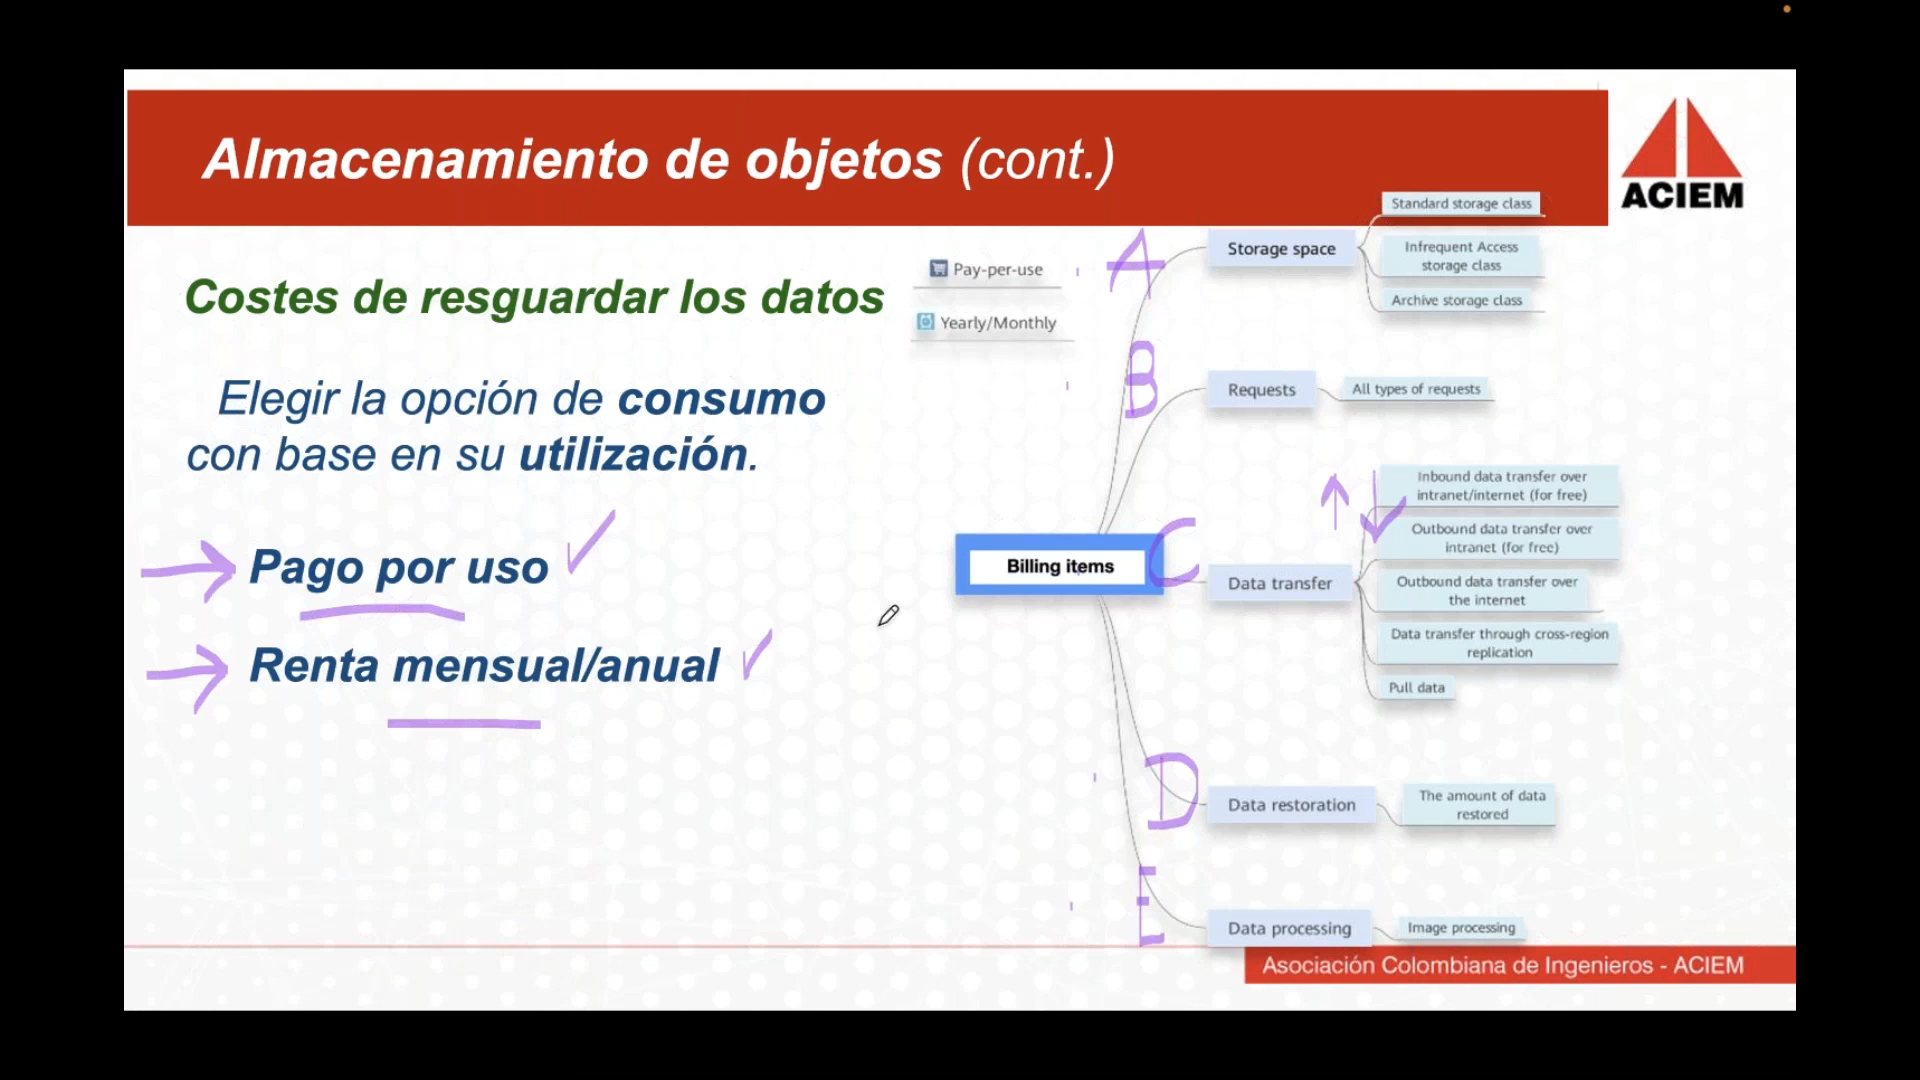 Almacenamiento de objetos (cont.)
ACIEM
Costes de resguardar los datos
Elegir la opción de consumo
con base en su utilización.
Pago por uso
Renta mensual/anual
Pay-per-use
Yearly/Monthly
Billing items
A
Storage space
Standard storage class
Infrequent Access
storage class
Archive storage class
B
Requests
All types of requests
C
Data transfer
Inbound data transfer over
intranet/internet (for free)
Outbound data transfer over
intranet (for free)
Outbound data transfer over
the internet
Data transfer through cross-region
replication
Pull data
D
Data restoration
The amount of data
restored
E
Data processing
Image processing
Asociación Colombiana de Ingenieros - ACIEM